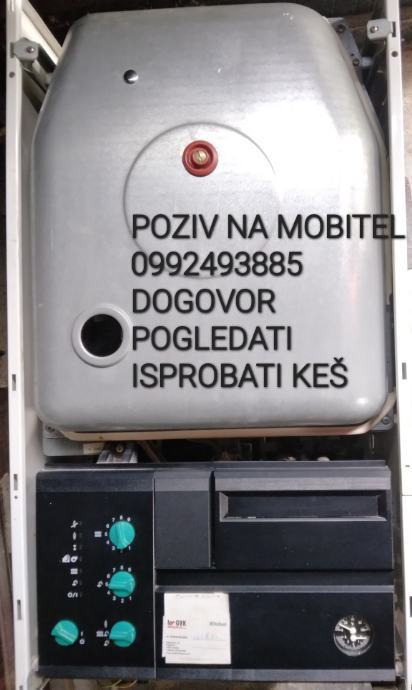 POZIV NA MOBITEL
0992493885
DOGOVOR
POGLEDATI
ISPROBATI KEŠ